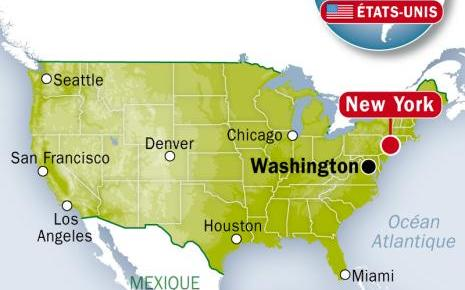 ÉTATS-UNIS
Seattle
New York
Chicago
Denver
San Francisco
Washington
Los
Angeles
Houston
Océan
Atlantique
Miami
MEXIQUE